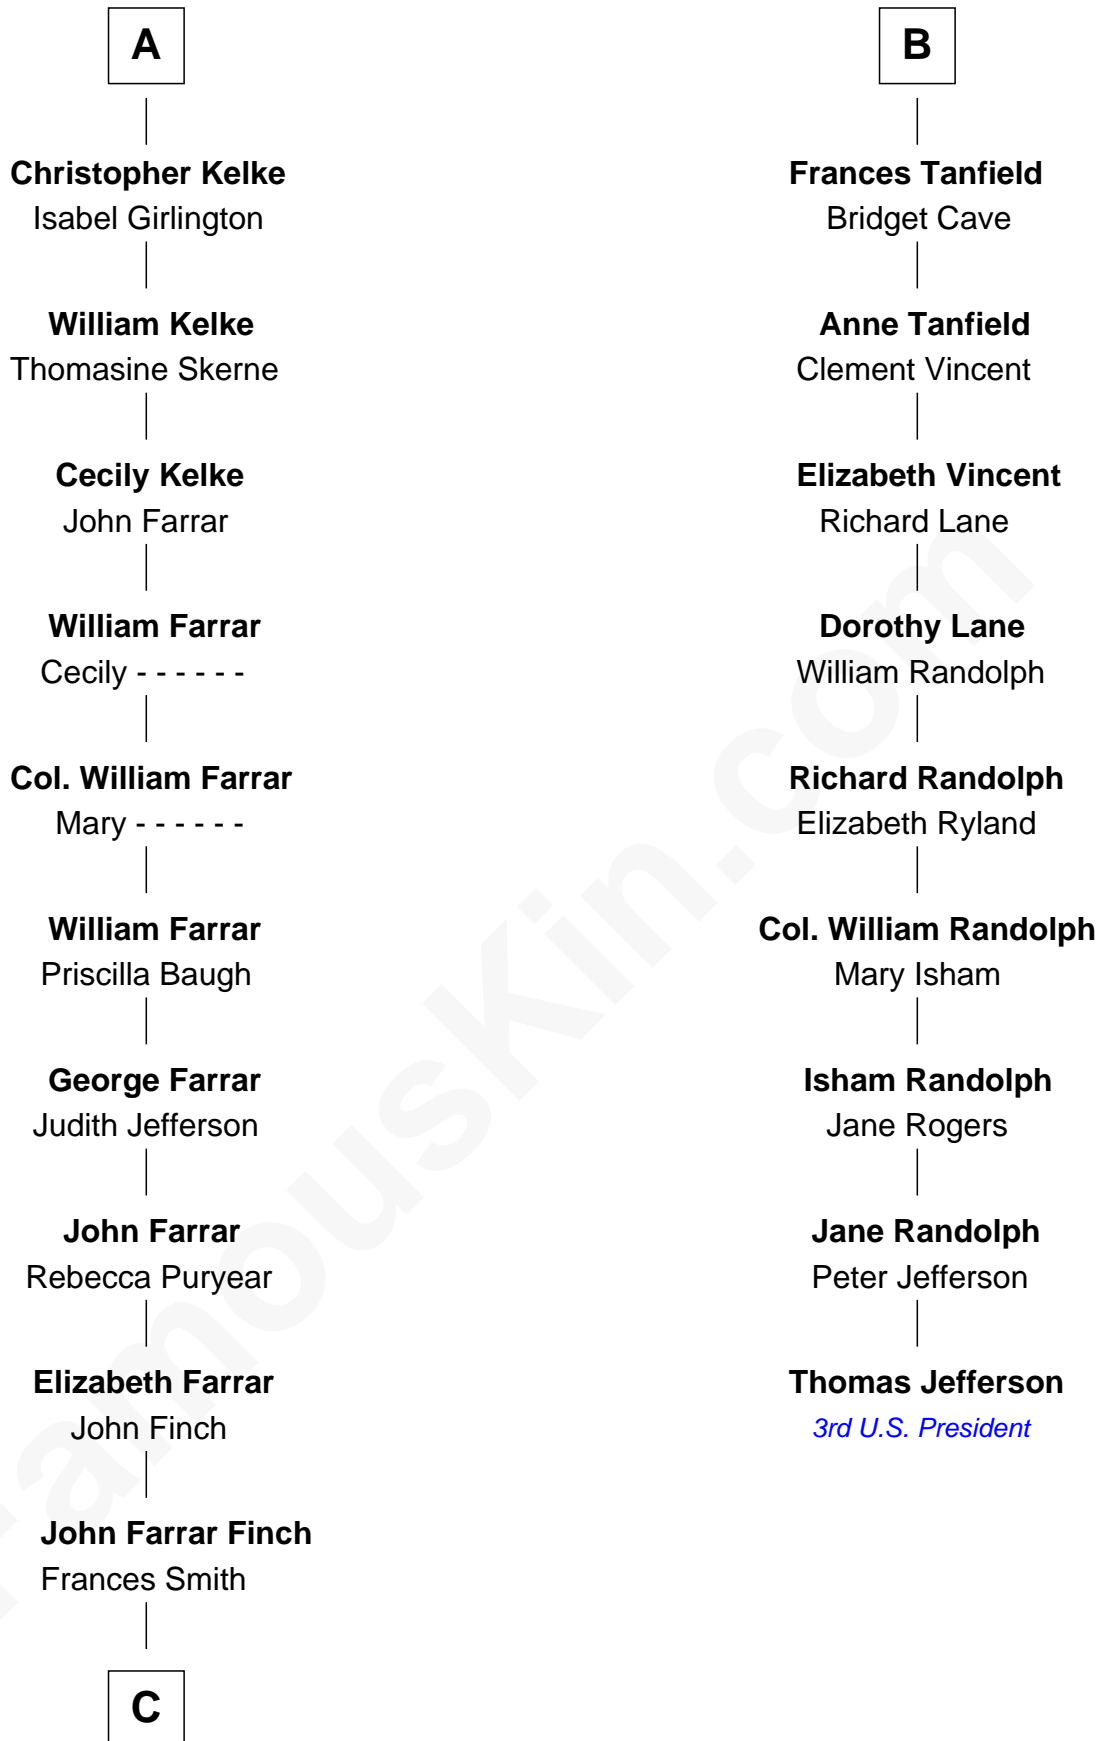 A
Christopher Kelke
Isabel Girlington
William Kelke
Thomasine Skerne
Cecily Kelke
John Farrar
William Farrar
Cecily - - - - - -
Col. William Farrar
Mary - - - - - -
William Farrar
Priscilla Baugh
George Farrar
Judith Jefferson
John Farrar
Rebecca Puryear
Elizabeth Farrar
John Finch
John Farrar Finch
Frances Smith
C
B
Frances Tanfield
Bridget Cave
Anne Tanfield
Clement Vincent
Elizabeth Vincent
Richard Lane
Dorothy Lane
William Randolph
Richard Randolph
Elizabeth Ryland
Col. William Randolph
Mary Isham
Isham Randolph
Jane Rogers
Jane Randolph
Peter Jefferson
Thomas Jefferson
3rd U.S. President
FamousKin.com